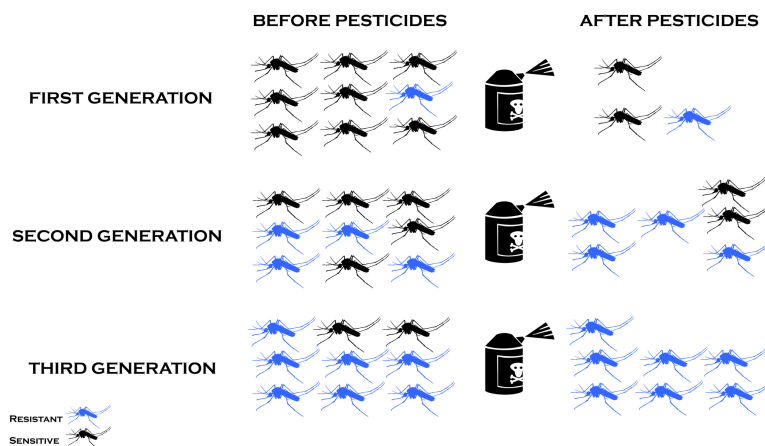 BEFORE PESTICIDES
AFTER PESTICIDES
FIRST GENERATION
SECOND GENERATION
THIRD GENERATION
RESISTANT
SENSITIVE